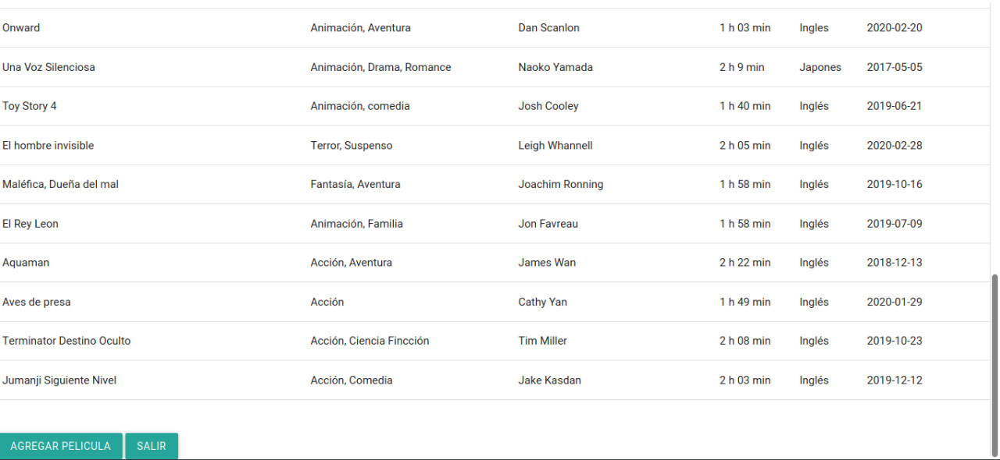 Onward Animación, Aventura Dan Scanlon 1 h 03 min Ingles 2020-02-20
Una Voz Silenciosa Animación, Drama, Romance Naoko Yamada 2 h 9 min Japones 2017-05-05
Toy Story 4 Animación, comedia Josh Cooley 1 h 40 min Inglés 2019-06-21
El hombre invisible Terror, Suspenso Leigh Whannell 2 h 05 min Inglés 2020-02-28
Maléfica, Dueña del mal Fantasía, Aventura Joachim Ronning 1 h 58 min Inglés 2019-10-16
El Rey Leon Animación, Familia Jon Favreau 1 h 58 min Inglés 2019-07-09
Aquaman Acción, Aventura James Wan 2 h 22 min Inglés 2018-12-13
Aves de presa Acción Cathy Yan 1 h 49 min Inglés 2020-01-29
Terminator Destino Oculto Acción, Ciencia Fincción Tim Miller 2 h 08 min Inglés 2019-10-23
Jumanji Siguiente Nivel Acción, Comedia Jake Kasdan 2 h 03 min Inglés 2019-12-12
AGREGAR PELICULA SALIR